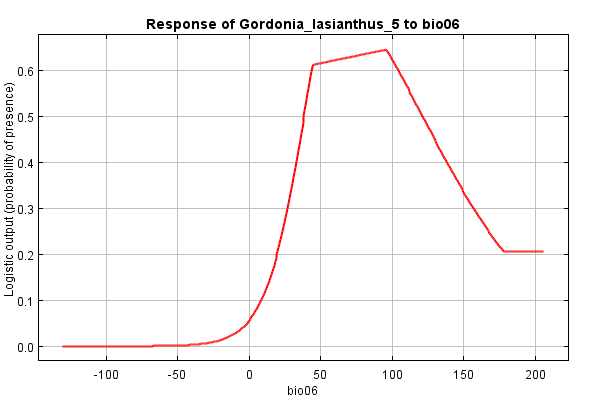 Response of Gordonia_lasianthus_5 to bio06
Logistic output (probability of presence)
0.6
0.5
0.4
0.3
0.2
0.1
0.0
-100 -50 0 50 100 150 200
bio06